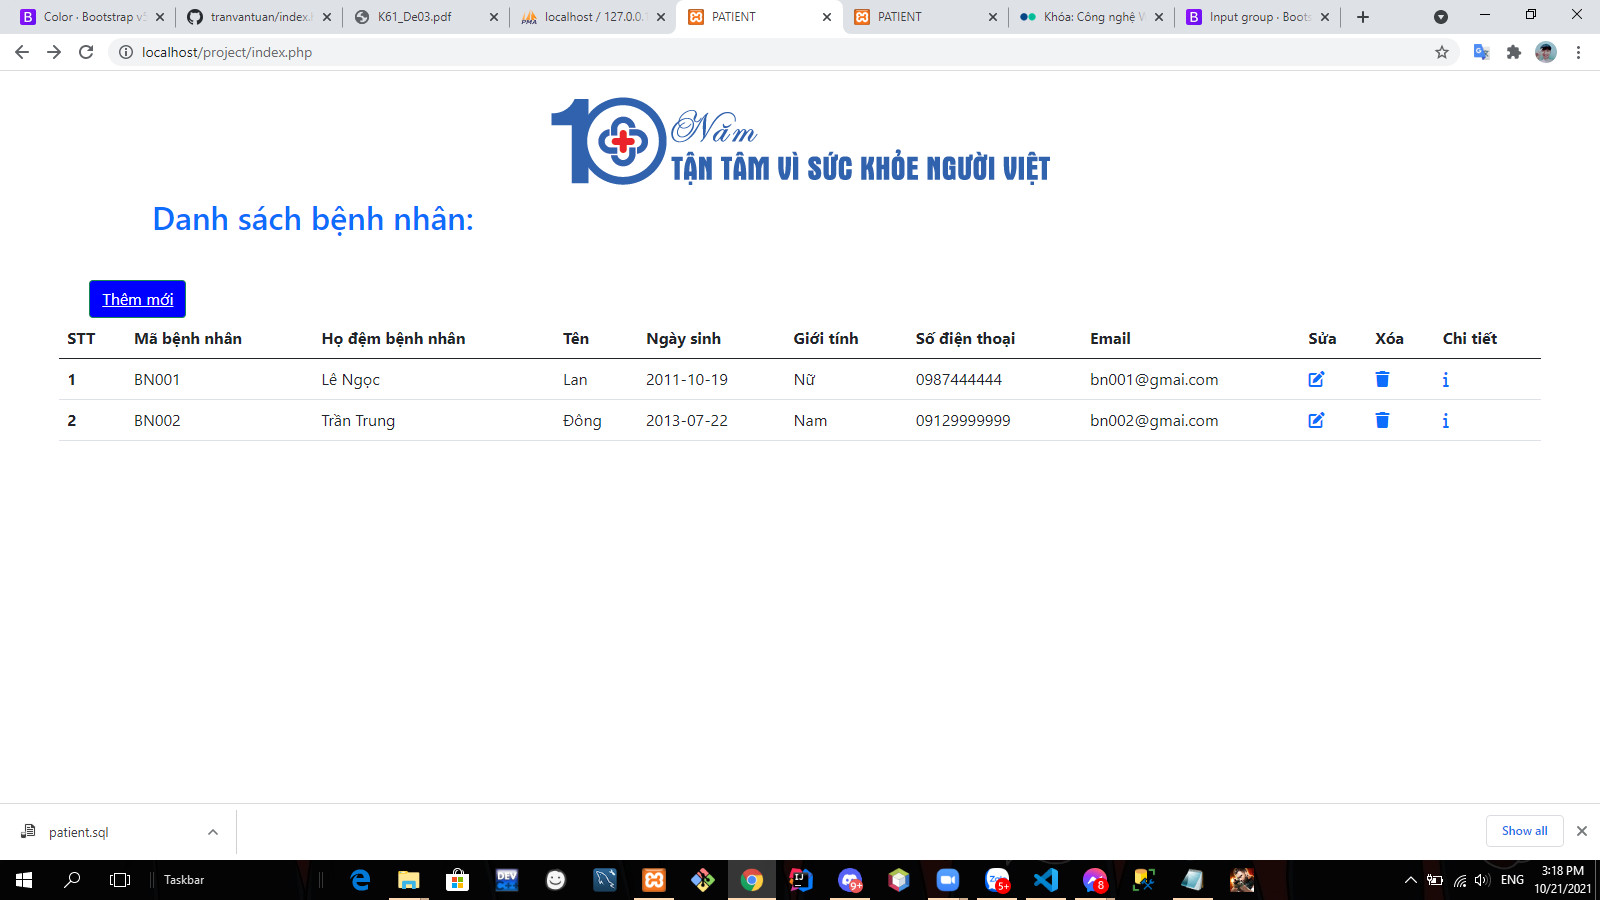 Color · Bootstrap v5
tranvantuan/index.
K61_De03.pdf
localhost / 127.0.0.1
PATIENT
PATIENT
Khóa: Công nghệ W
Input group · Boots
localhost/project/index.php
10 Năm
TẬN TÂM VÌ SỨC KHỎE NGƯỜI VIỆT
Danh sách bệnh nhân:
Thêm mới
STT Mã bệnh nhân Họ đệm bệnh nhân Tên Ngày sinh Giới tính Số điện thoại Email Sửa Xóa Chi tiết
1 BN001 Lê Ngọc Lan 2011-10-19 Nữ 0987444444 bn001@gmai.com
2 BN002 Trần Trung Đông 2013-07-22 Nam 09129999999 bn002@gmai.com
patient.sql
Show all
Taskbar
DEV
9+
5+
8
ENG
3:18 PM
10/21/2021